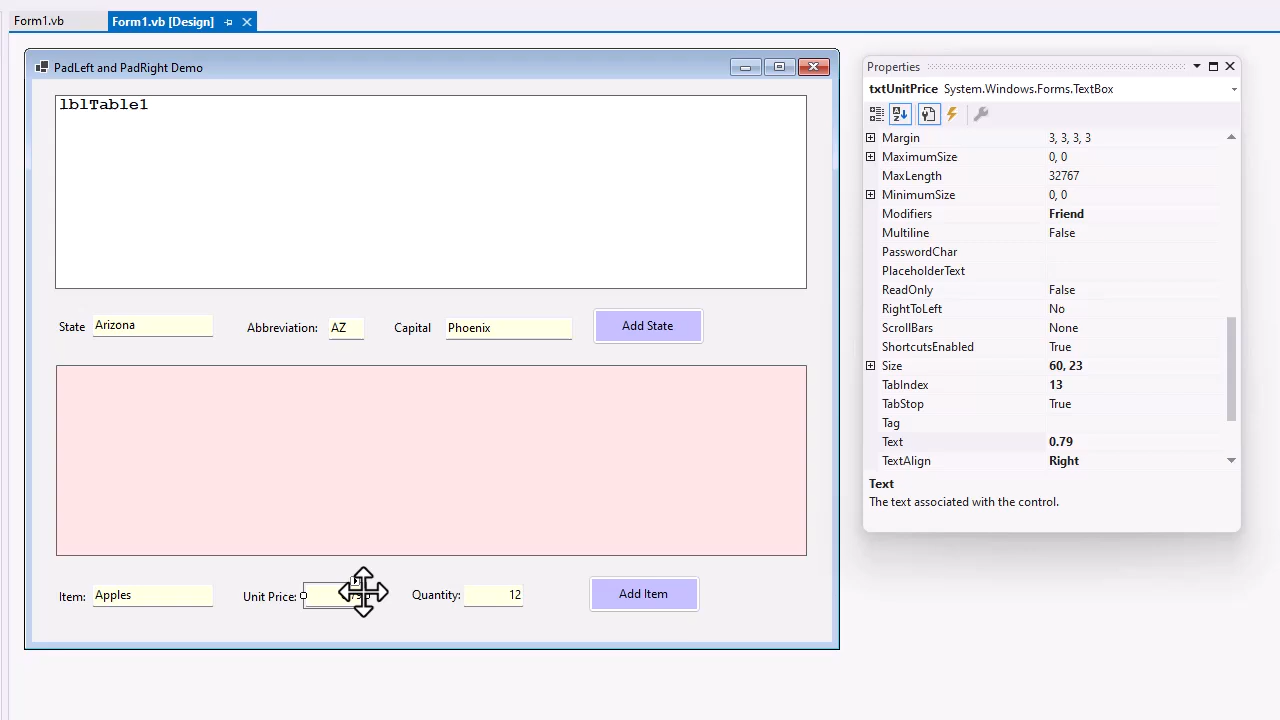 Form1.vb
Form1.vb [Design]
PadLeft and PadRight Demo
lblTable1
State
Arizona
Abbreviation:
AZ
Capital
Phoenix
Add State
Item:
Apples
Unit Price:
Quantity:
12
Add Item
Properties
txtUnitPrice System.Windows.Forms.TextBox
Margin 3, 3, 3, 3
MaximumSize 0, 0
MaxLength 32767
MinimumSize 0, 0
Modifiers Friend
Multiline False
PasswordChar
PlaceholderText
ReadOnly False
RightToLeft No
ScrollBars None
ShortcutsEnabled True
Size 60, 23
TabIndex 13
TabStop True
Tag
Text 0.79
TextAlign Right
Text
The text associated with the control.